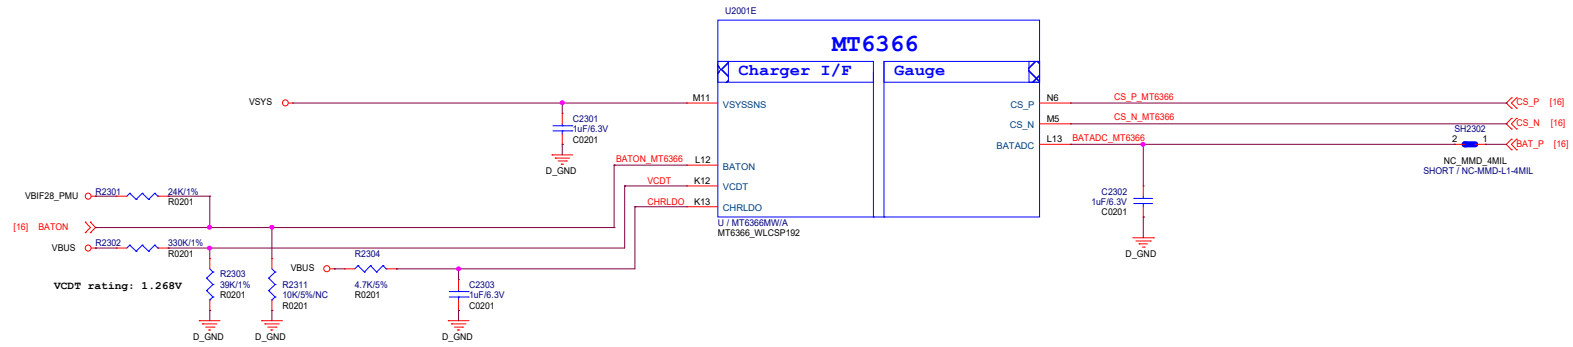 U2001E
MT6366
Charger I/F
Gauge
VSYS
M11
VSYSSNS
CS_P
N6
CS_P_MT6366
CS_P
[16]
C2301
1uF/6.3V
C0201
D_GND
CS_N
M5
CS_N_MT6366
CS_N
[16]
BATADC
L13
BATADC_MT6366
SH2302
2
1
BAT_P
[16]
NC_MMD_4MIL
SHORT / NC-MMD-L1-4MIL
BATON_MT6366
L12
BATON
VCDT
K12
VCDT
CHRLDO
K13
CHRLDO
C2302
1uF/6.3V
C0201
D_GND
U / MT6366MW/A
MT6366_WLCSP192
VBIF28_PMU
R2301
24K/1%
R0201
[16]
BATON
VBUS
R2302
330K/1%
R0201
VCDT rating: 1.268V
R2303
39K/1%
R0201
D_GND
R2311
10K/5%/NC
R0201
D_GND
VBUS
R2304
4.7K/5%
R0201
C2303
1uF/6.3V
C0201
D_GND